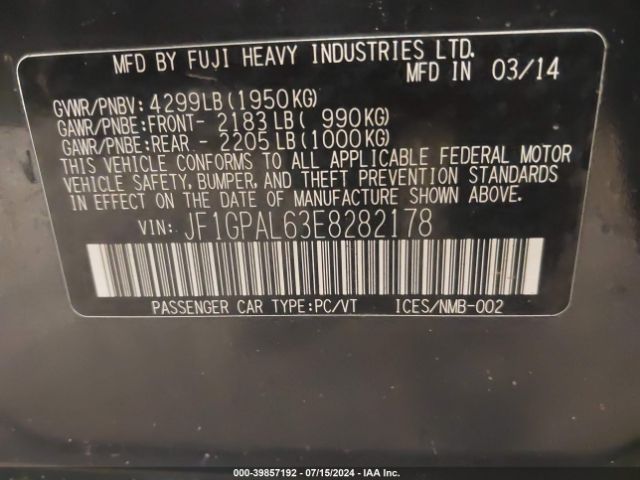 MFD BY FUJI HEAVY INDUSTRIES LTD.
MFD IN 03/14
GVWR/PNBV: 4299LB(1950KG)
GAWR/PNBE:FRONT- 2183LB( 990KG)
GAWR/PNBE:REAR. - 2205LB(1000KG)
THIS VEHICLE CONFORMS TO ALL APPLICABLE FEDERAL MOTOR
VEHICLE SAFETY, BUMPER, AND THEFT PREVENTION STANDARDS
IN EFFECT ON THE DATE OF MANUFACTURE SHOWN ABOVE.
VIN: JF1GPAL63E8282178
PASSENGER CAR TYPE:PC/VT ICES/NMB-002
000-39857192 - 07/15/2024 - IAA Inc.